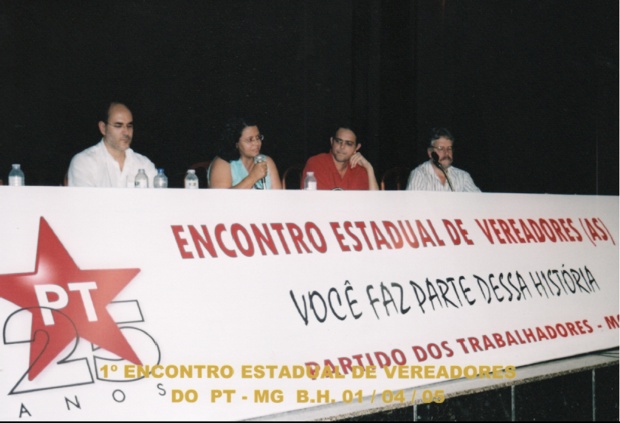 ENCONTRO ESTADUAL DE VEREADORES (AS)
VOCÊ FAZ PARTE DESSA HISTÓRIA
PARTIDO DOS TRABALHADORES - M
PT
25
ANOS
1º ENCONTRO ESTADUAL DE VEREADORES
DO PT - MG B.H. 01 / 04 / 05